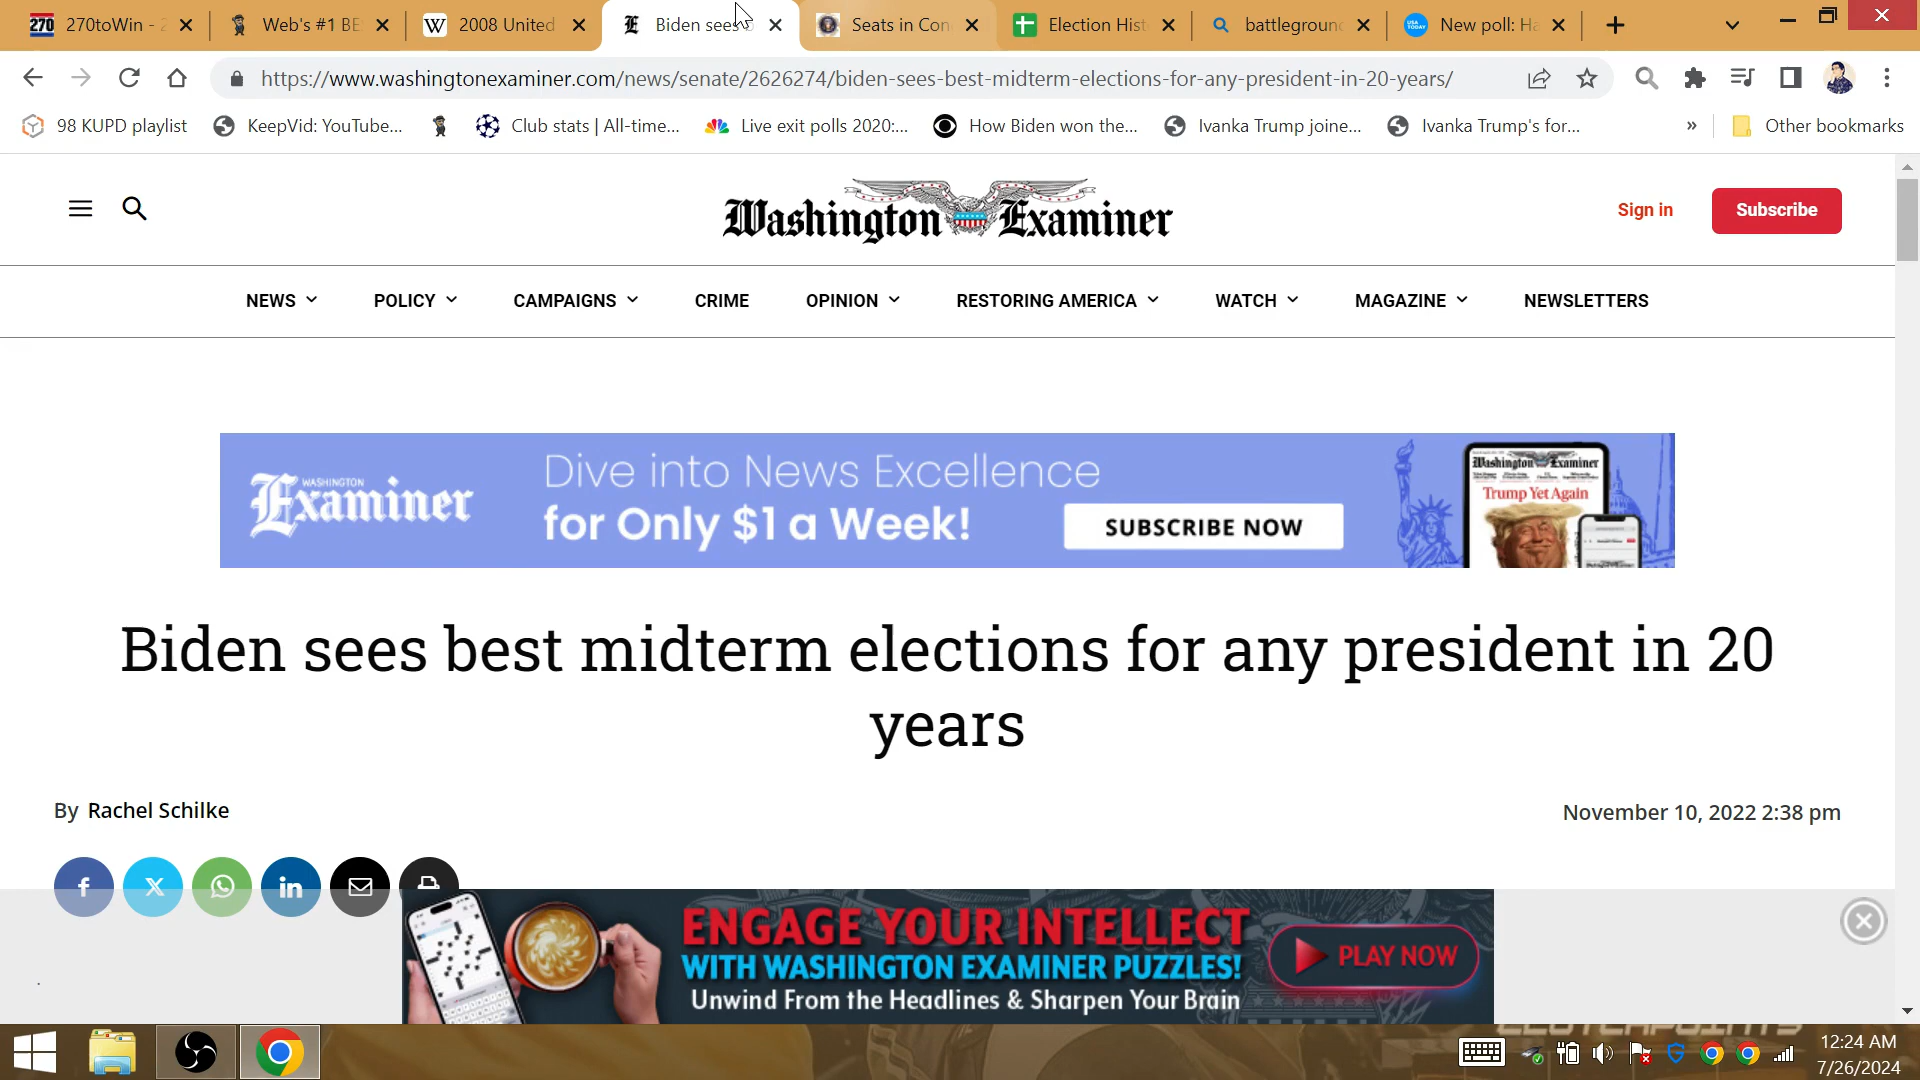 270toWin - 2
Web's #1 BE
2008 United
Biden sees b
Seats in Con
Election Hist
battleground
New poll: Ha
https://www.washingtonexaminer.com/news/senate/2626274/biden-sees-best-midterm-elections-for-any-president-in-20-years/
98 KUPD playlist
KeepVid: YouTube...
Club stats | All-time...
Live exit polls 2020:...
How Biden won the...
Ivanka Trump joine...
Ivanka Trump's for...
»
Other bookmarks
Washington Examiner
Sign in
Subscribe
NEWS
POLICY
CAMPAIGNS
CRIME
OPINION
RESTORING AMERICA
WATCH
MAGAZINE
NEWSLETTERS
WASHINGTON
Examiner
Dive into News Excellence
for Only $1 a Week!
SUBSCRIBE NOW
Washington Examiner
Trump Yet Again
Biden sees best midterm elections for any president in 20
years
By Rachel Schilke
November 10, 2022 2:38 pm
ENGAGE YOUR INTELLECT
WITH WASHINGTON EXAMINER PUZZLES!
Unwind From the Headlines & Sharpen Your Brain
PLAY NOW
CLUTCHPOINTS
12:24 AM
7/26/2024